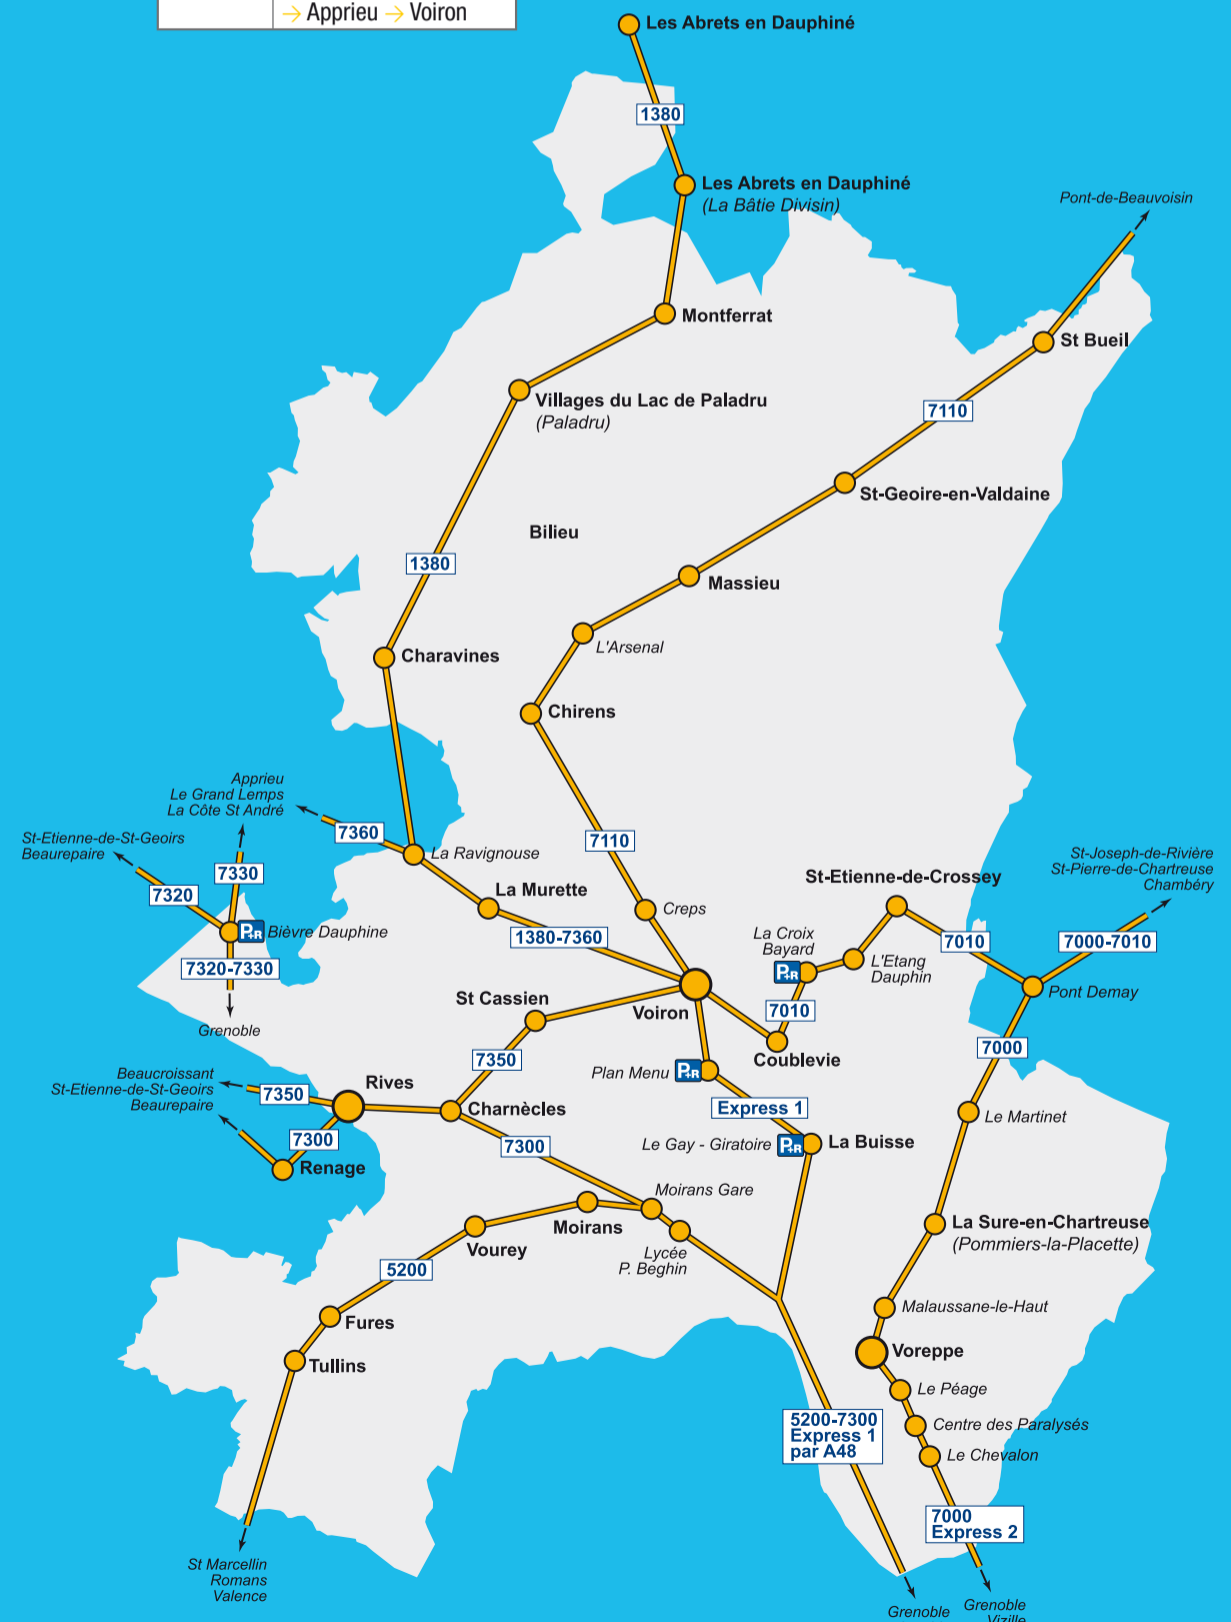 → Apprieu → Voiron
Les Abrets en Dauphiné
1380
Les Abrets en Dauphiné
(La Bâtie Divisin)
Pont-de-Beauvoisin
Montferrat
St Bueil
Villages du Lac de Paladru
(Paladru)
7110
St-Geoire-en-Valdaine
Bilieu
1380
Massieu
L'Arsenal
Charavines
Chirens
Apprieu
Le Grand Lemps
La Côte St André
7360
7110
St-Etienne-de-St-Geoirs
Beaurepaire
7330
7320
La Ravignouse
La Murette
Creps
1380-7360
P+R
Bièvre Dauphine
7320-7330
Grenoble
St-Etienne-de-Crossey
St-Joseph-de-Rivière
St-Pierre-de-Chartreuse
Chambéry
La Croix
Bayard
P+R
L'Etang
Dauphin
7010
7000-7010
Pont Demay
7010
St Cassien
Voiron
Coublevie
7000
7350
Plan Menu
P+R
Beaucroissant
St-Etienne-de-St-Geoirs
Beaurepaire
7350
Rives
Charnècles
Express 1
Le Martinet
7300
7300
Le Gay - Giratoire
P+R
La Buisse
Renage
Moirans Gare
Moirans
Vourey
Lycée
P. Beghin
La Sure-en-Chartreuse
(Pommiers-la-Placette)
5200
Malaussane-le-Haut
Fures
Voreppe
Tullins
Le Péage
5200-7300
Express 1
par A48
Centre des Paralysés
Le Chevalon
7000
Express 2
St Marcellin
Romans
Valence
Grenoble
Grenoble
Vizille